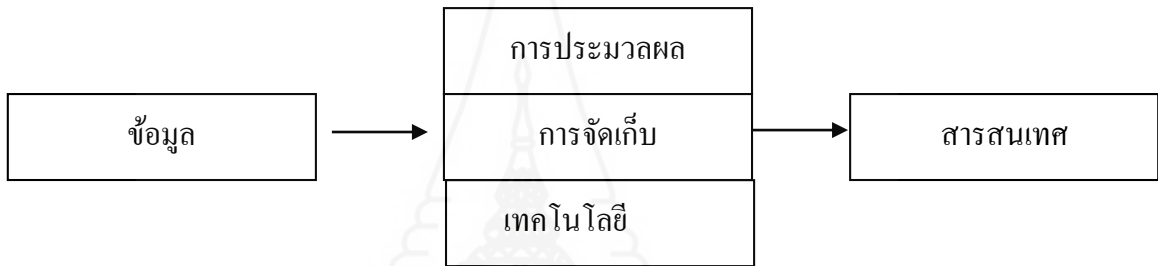 การประมวลผล
ข้อมูล
การจัดเก็บ
สารสนเทศ
เทคโนโลยี